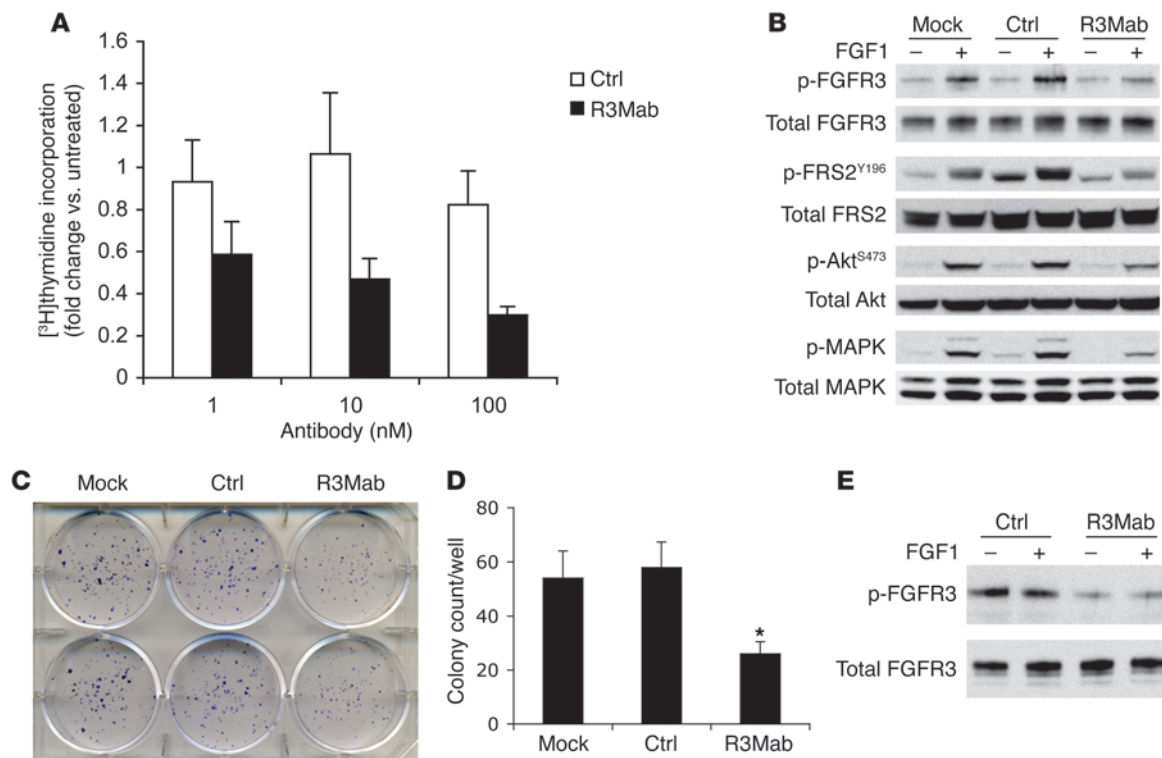 A
[³H]thymidine incorporation
(fold change vs. untreated)
1.6
1.4
1.2
1
0.8
0.6
0.4
0.2
0
1 10 100
Antibody (nM)
Ctrl
R3Mab
B
Mock Ctrl R3Mab
FGF1 – + – + – +
p-FGFR3
Total FGFR3
p-FRS2Y196
Total FRS2
p-AktS473
Total Akt
p-MAPK
Total MAPK
C
Mock Ctrl R3Mab
D
Colony count/well
80
60
40
20
0
*
Mock Ctrl R3Mab
E
Ctrl R3Mab
FGF1 – + – +
p-FGFR3
Total FGFR3